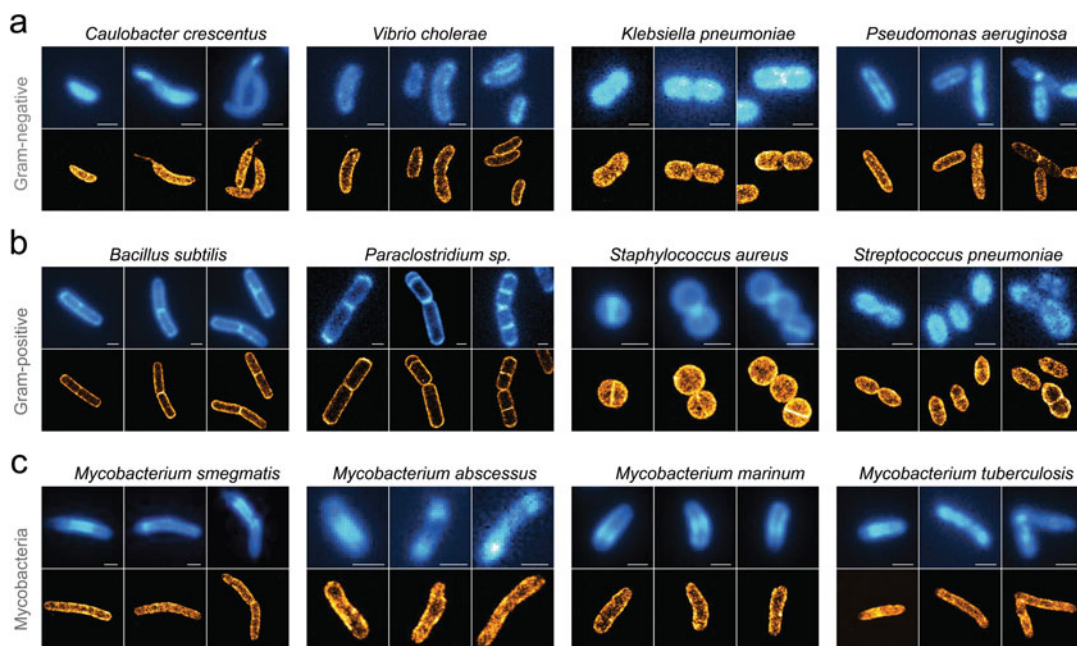 a
Caulobacter crescentus
Vibrio cholerae
Klebsiella pneumoniae
Pseudomonas aeruginosa
Gram-negative
b
Bacillus subtilis
Paraclostridium sp.
Staphylococcus aureus
Streptococcus pneumoniae
Gram-positive
c
Mycobacterium smegmatis
Mycobacterium abscessus
Mycobacterium marinum
Mycobacterium tuberculosis
Mycobacteria